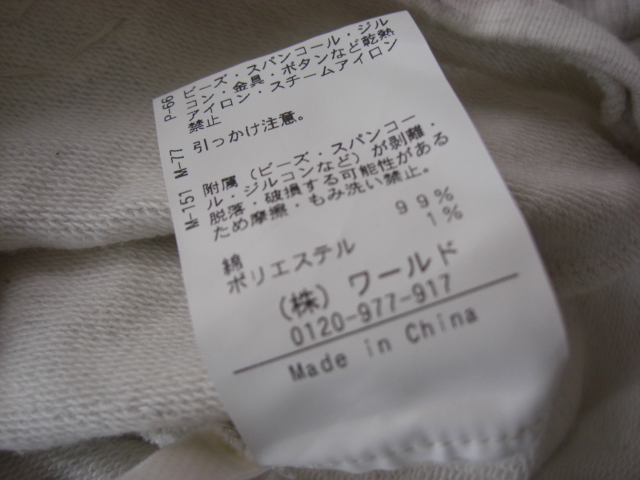 P-66 ビーズ・スパンコール・ジル
コン・金具・ボタンなど乾熱
アイロン・スチームアイロン
禁止
M-77 引っかけ注意。
M-151 附属（ビーズ・スパンコー
ル・ジルコンなど）が剥離・
脱落・破損する可能性がある
ため摩擦・もみ洗い禁止。
綿 99%
ポリエステル 1%
（株）ワールド
0120-977-917
Made in China